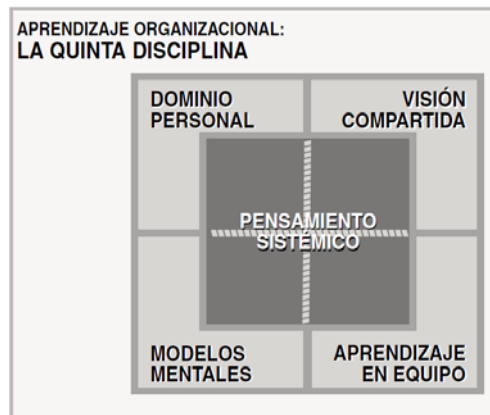 APRENDIZAJE ORGANIZACIONAL:
LA QUINTA DISCIPLINA
DOMINIO
PERSONAL
VISIÓN
COMPARTIDA
PENSAMIENTO
SISTÉMICO
MODELOS
MENTALES
APRENDIZAJE
EN EQUIPO